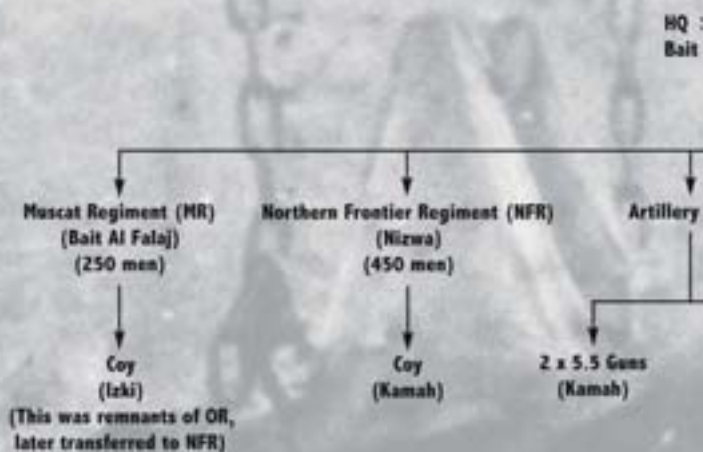 HQ
Bait
Muscat Regiment (MR)
(Bait Al Falaj)
(250 men)
Northern Frontier Regiment (NFR)
(Nizwa)
(450 men)
Artillery
Coy
(Izki)
(This was remnants of OR,
later transferred to NFR)
Coy
(Kamah)
2 x 5.5 Guns
(Kamah)